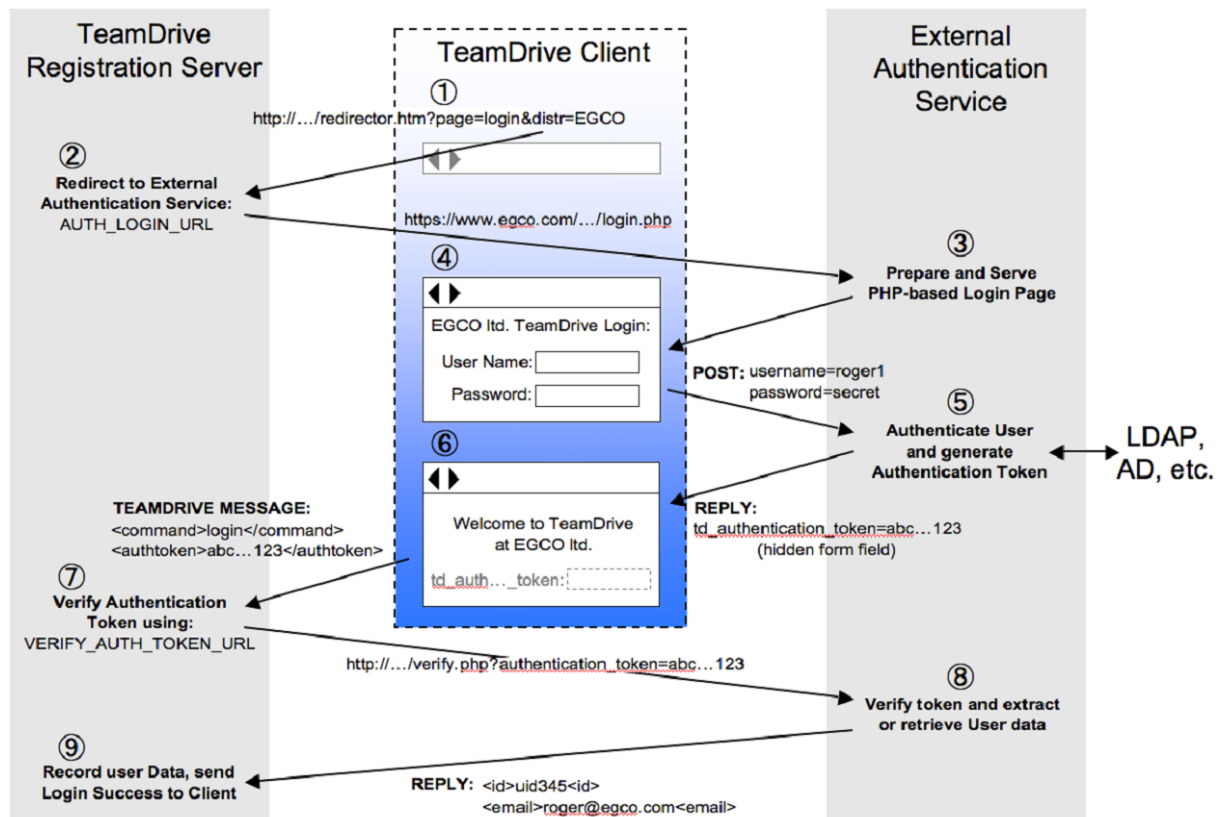 TeamDrive
Registration Server
TeamDrive Client
External
Authentication
Service
①
http://…/redirector.htm?page=login&distr=EGCO
②
Redirect to External
Authentication Service:
AUTH_LOGIN_URL
https://www.egco.com/…/login.php
③
Prepare and Serve
PHP-based Login Page
④
EGCO ltd. TeamDrive Login:
User Name:
Password:
POST: username=roger1
password=secret
⑤
Authenticate User
and generate
Authentication Token
LDAP,
AD, etc.
⑥
Welcome to TeamDrive
at EGCO ltd.
td_auth…_token:
REPLY:
td_authentication_token=abc…123
(hidden form field)
TEAMDRIVE MESSAGE:
<command>login</command>
<authtoken>abc…123</authtoken>
⑦
Verify Authentication
Token using:
VERIFY_AUTH_TOKEN_URL
http://…/verify.php?authentication_token=abc…123
⑧
Verify token and extract
or retrieve User data
⑨
Record user Data, send
Login Success to Client
REPLY: <id>uid345<id>
<email>roger@egco.com<email>